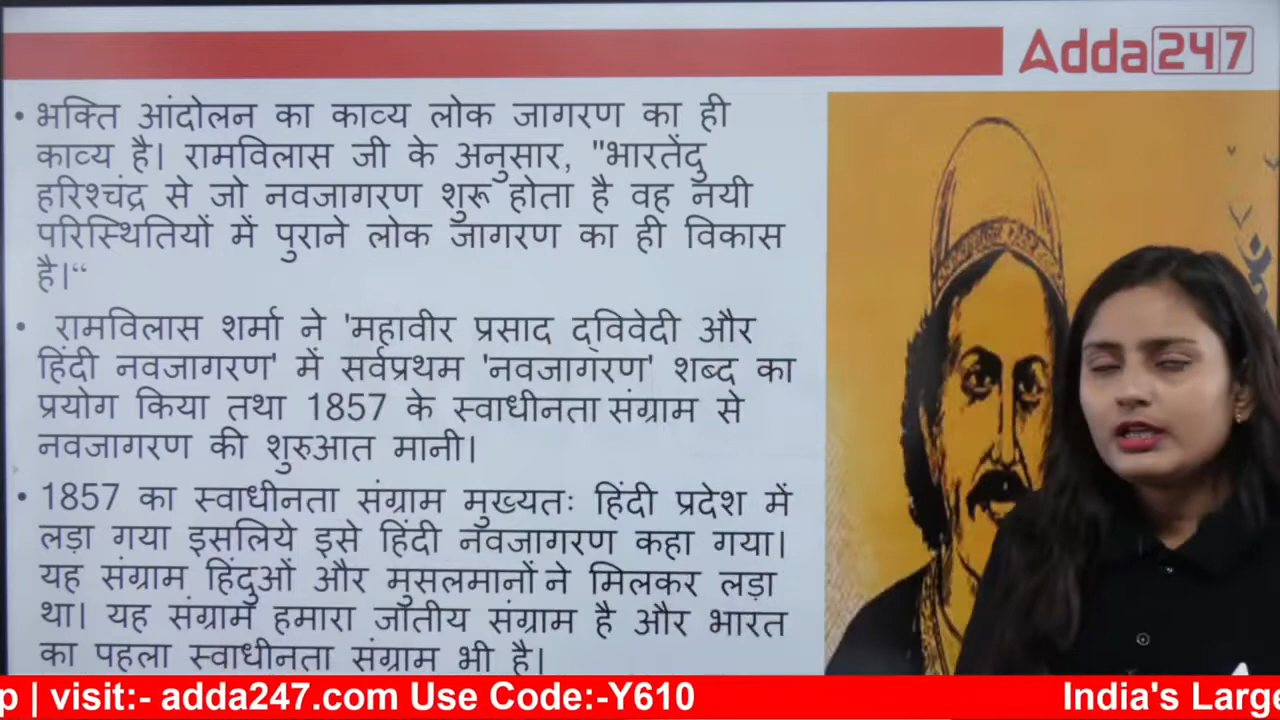 Adda247
• भक्ति आंदोलन का काव्य लोक जागरण का ही
काव्य है। रामविलास जी के अनुसार, "भारतेंदु
हरिश्चंद्र से जो नवजागरण शुरू होता है वह नयी
परिस्थितियों में पुराने लोक जागरण का ही विकास
है।“
• रामविलास शर्मा ने 'महावीर प्रसाद द्विवेदी और
हिंदी नवजागरण' में सर्वप्रथम 'नवजागरण' शब्द का
प्रयोग किया तथा 1857 के स्वाधीनता संग्राम से
नवजागरण की शुरुआत मानी।
• 1857 का स्वाधीनता संग्राम मुख्यतः हिंदी प्रदेश में
लड़ा गया इसलिये इसे हिंदी नवजागरण कहा गया।
यह संग्राम हिंदुओं और मुसलमानों ने मिलकर लड़ा
था। यह संग्राम हमारा जातीय संग्राम है और भारत
का पहला स्वाधीनता संग्राम भी है।
p | visit:- adda247.com Use Code:-Y610 India's Large